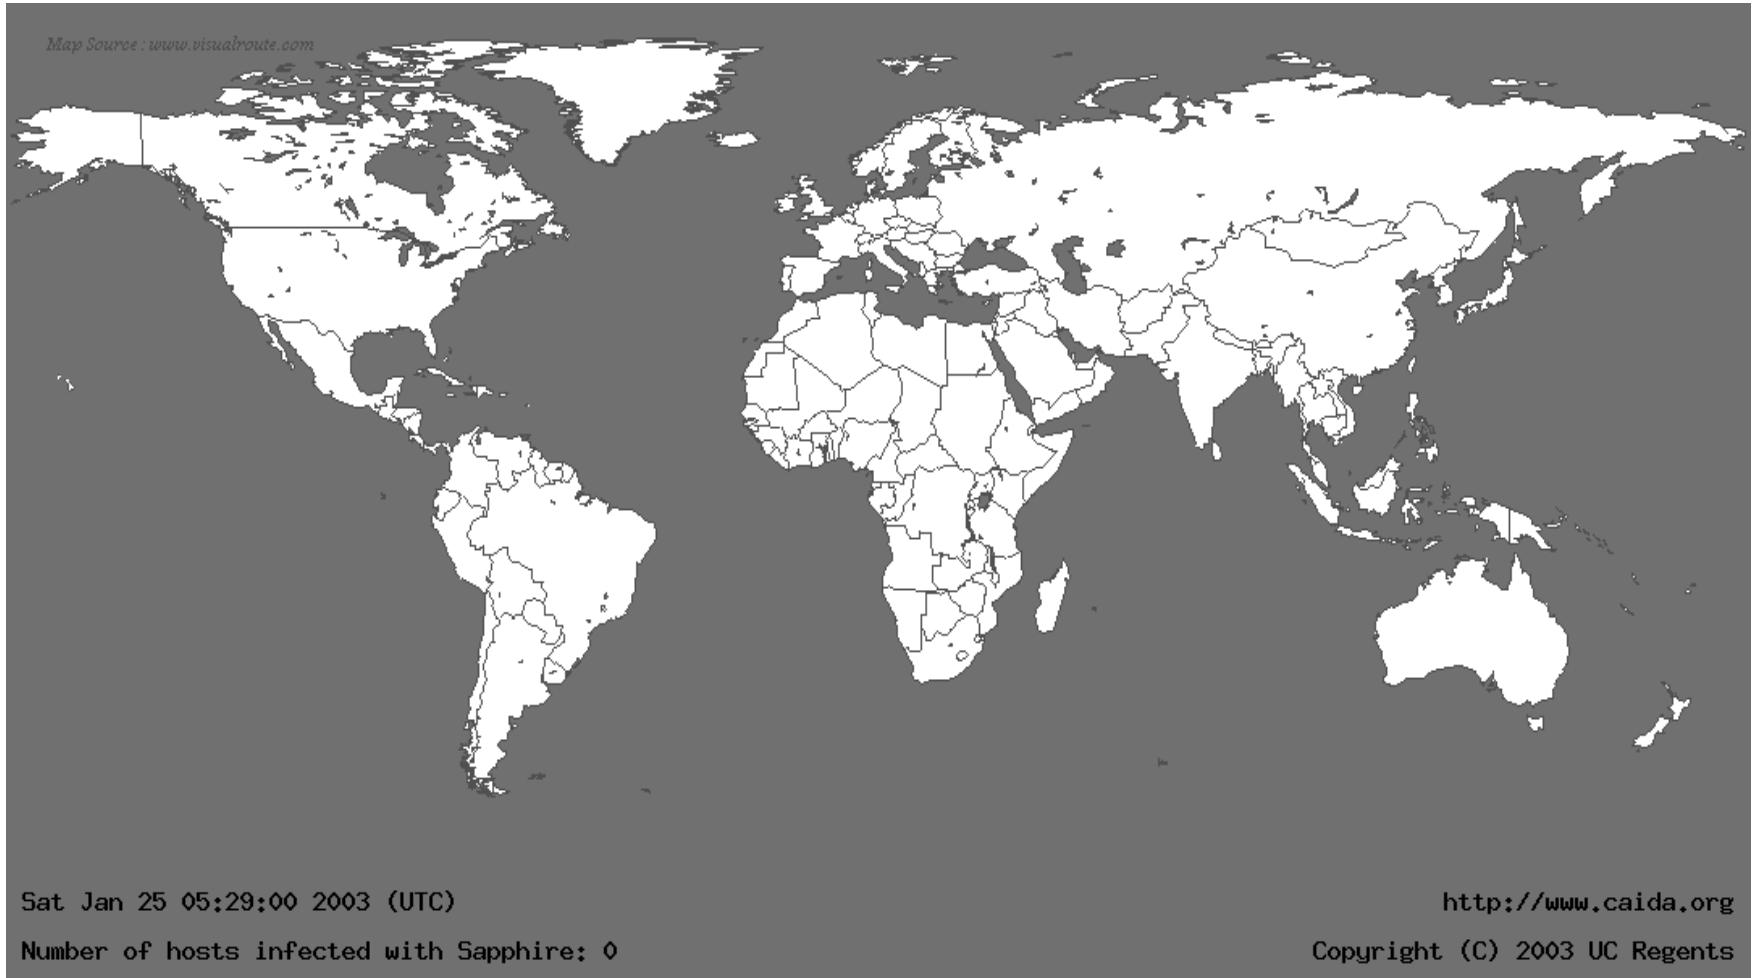 Map Source : www.visualroute.com
Sat Jan 25 05:29:00 2003 (UTC)
http://www.caida.org
Number of hosts infected with Sapphire: 0
Copyright (C) 2003 UC Regents